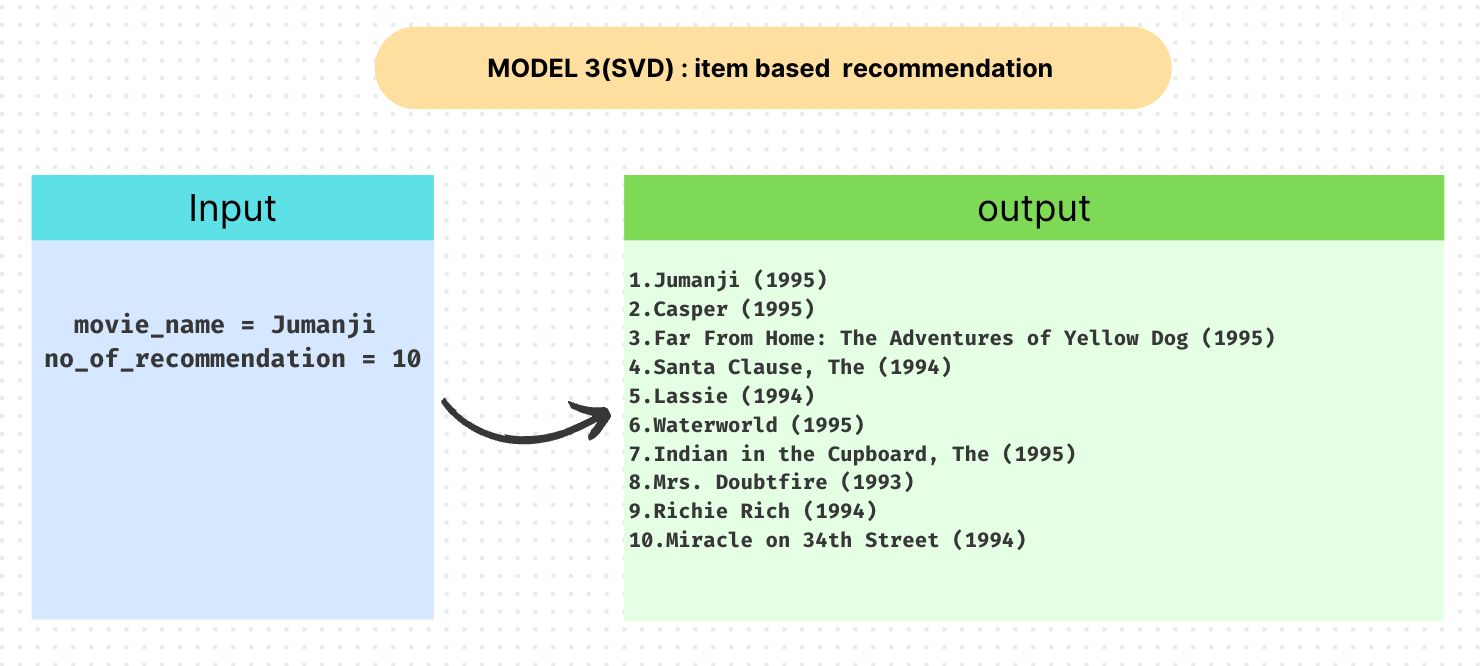 MODEL 3(SVD) : item based recommendation
Input
movie_name = Jumanji
no_of_recommendation = 10
output
1.Jumanji (1995)
2.Casper (1995)
3.Far From Home: The Adventures of Yellow Dog (1995)
4.Santa Clause, The (1994)
5.Lassie (1994)
6.Waterworld (1995)
7.Indian in the Cupboard, The (1995)
8.Mrs. Doubtfire (1993)
9.Richie Rich (1994)
10.Miracle on 34th Street (1994)